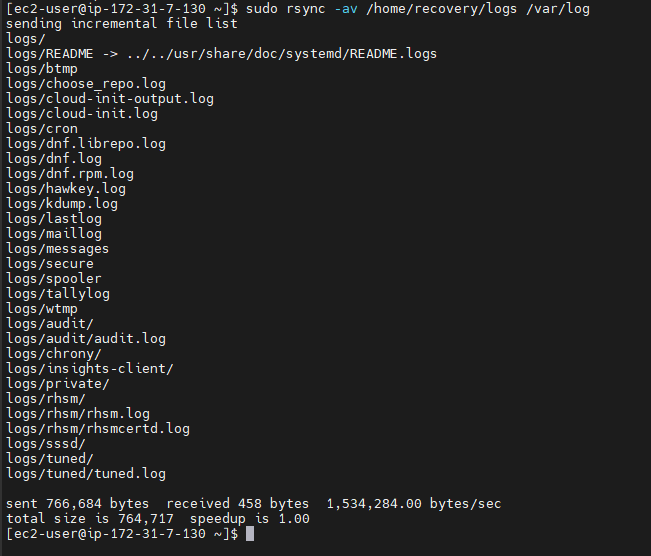 [ec2-user@ip-172-31-7-130 ~]$ sudo rsync -av /home/recovery/logs /var/log
sending incremental file list
logs/
logs/README -> ../../usr/share/doc/systemd/README.logs
logs/btmp
logs/choose_repo.log
logs/cloud-init-output.log
logs/cloud-init.log
logs/cron
logs/dnf.librepo.log
logs/dnf.log
logs/dnf.rpm.log
logs/hawkey.log
logs/kdump.log
logs/lastlog
logs/maillog
logs/messages
logs/secure
logs/spooler
logs/tallylog
logs/wtmp
logs/audit/
logs/audit/audit.log
logs/chrony/
logs/insights-client/
logs/private/
logs/rhsm/
logs/rhsm/rhsm.log
logs/rhsm/rhsmcertd.log
logs/sssd/
logs/tuned/
logs/tuned/tuned.log
sent 766,684 bytes  received 458 bytes  1,534,284.00 bytes/sec
total size is 764,717  speedup is 1.00
[ec2-user@ip-172-31-7-130 ~]$